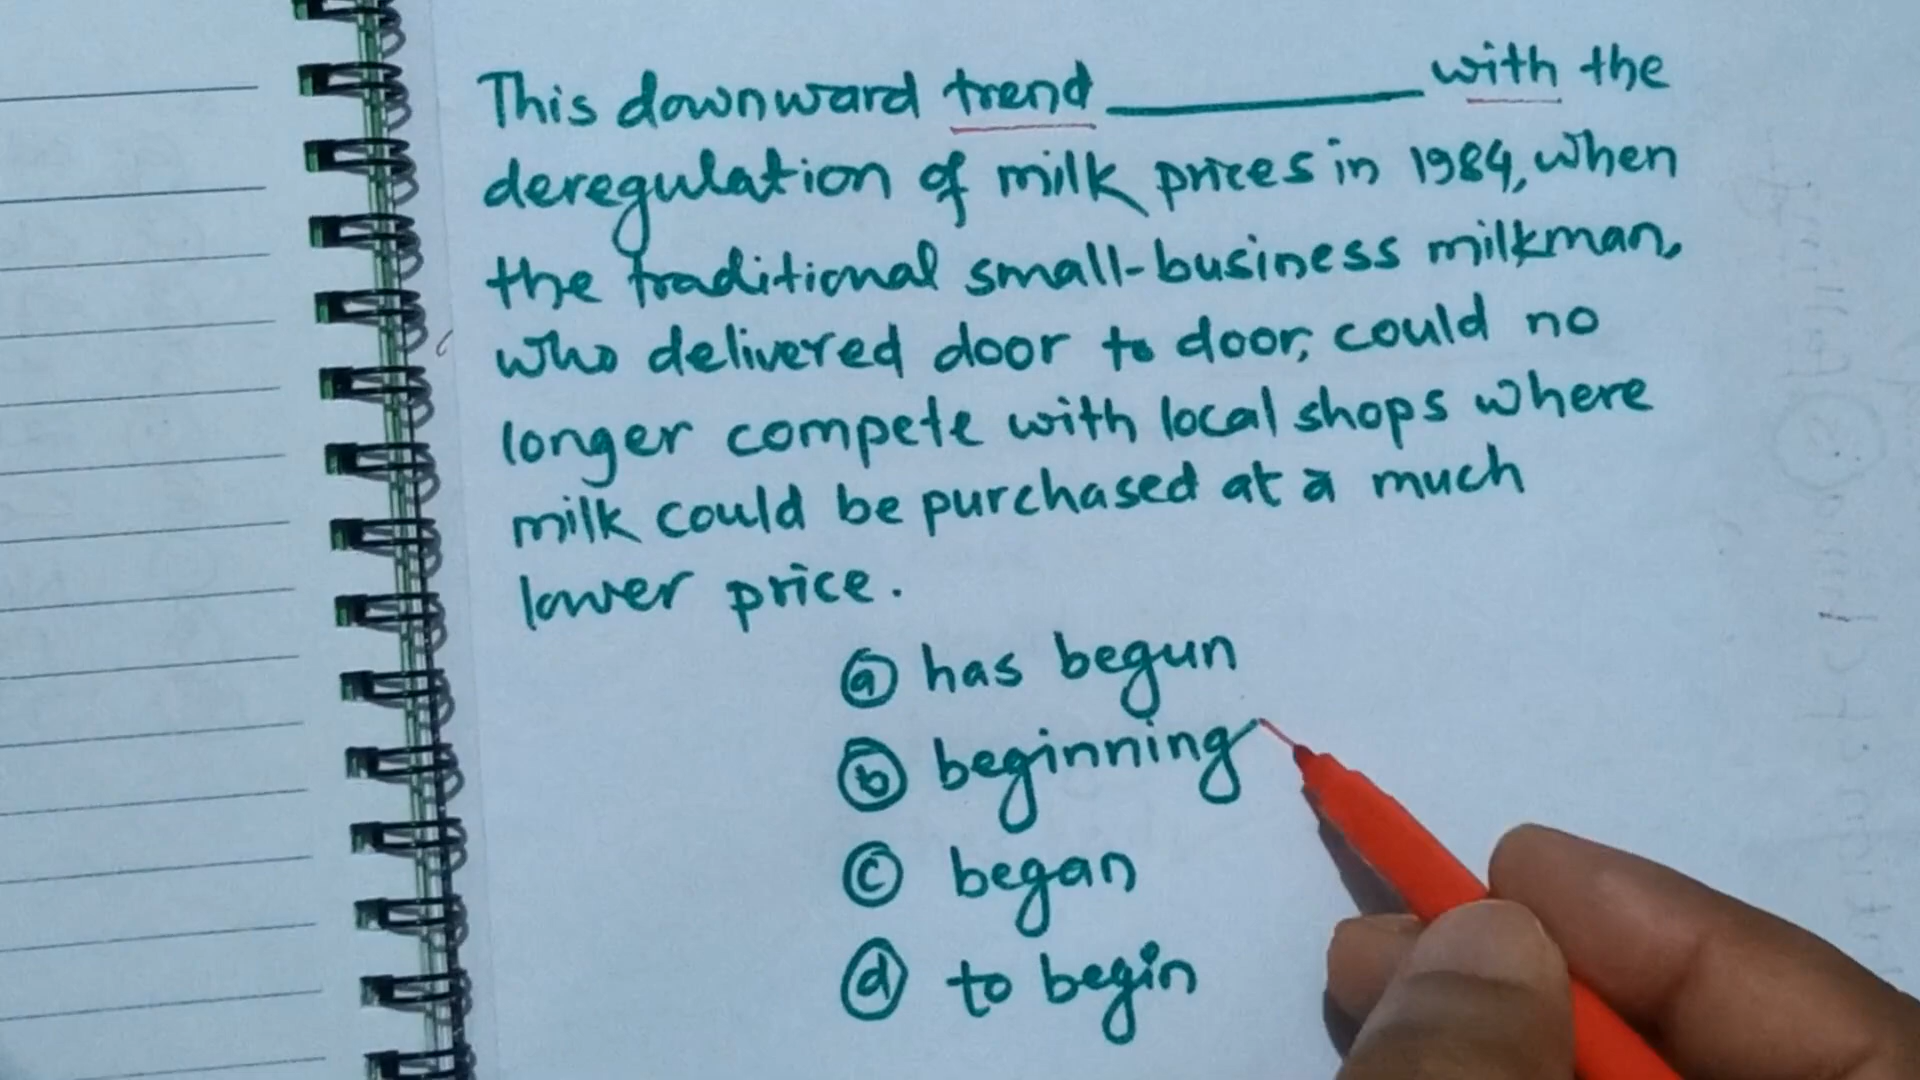 This downward trend ________ with the
deregulation of milk prices in 1984, when
the traditional small-business milkman,
who delivered door to door, could no
longer compete with local shops where
milk could be purchased at a much
lower price.
(a) has begun
(b) beginning
(c) began
(d) to begin